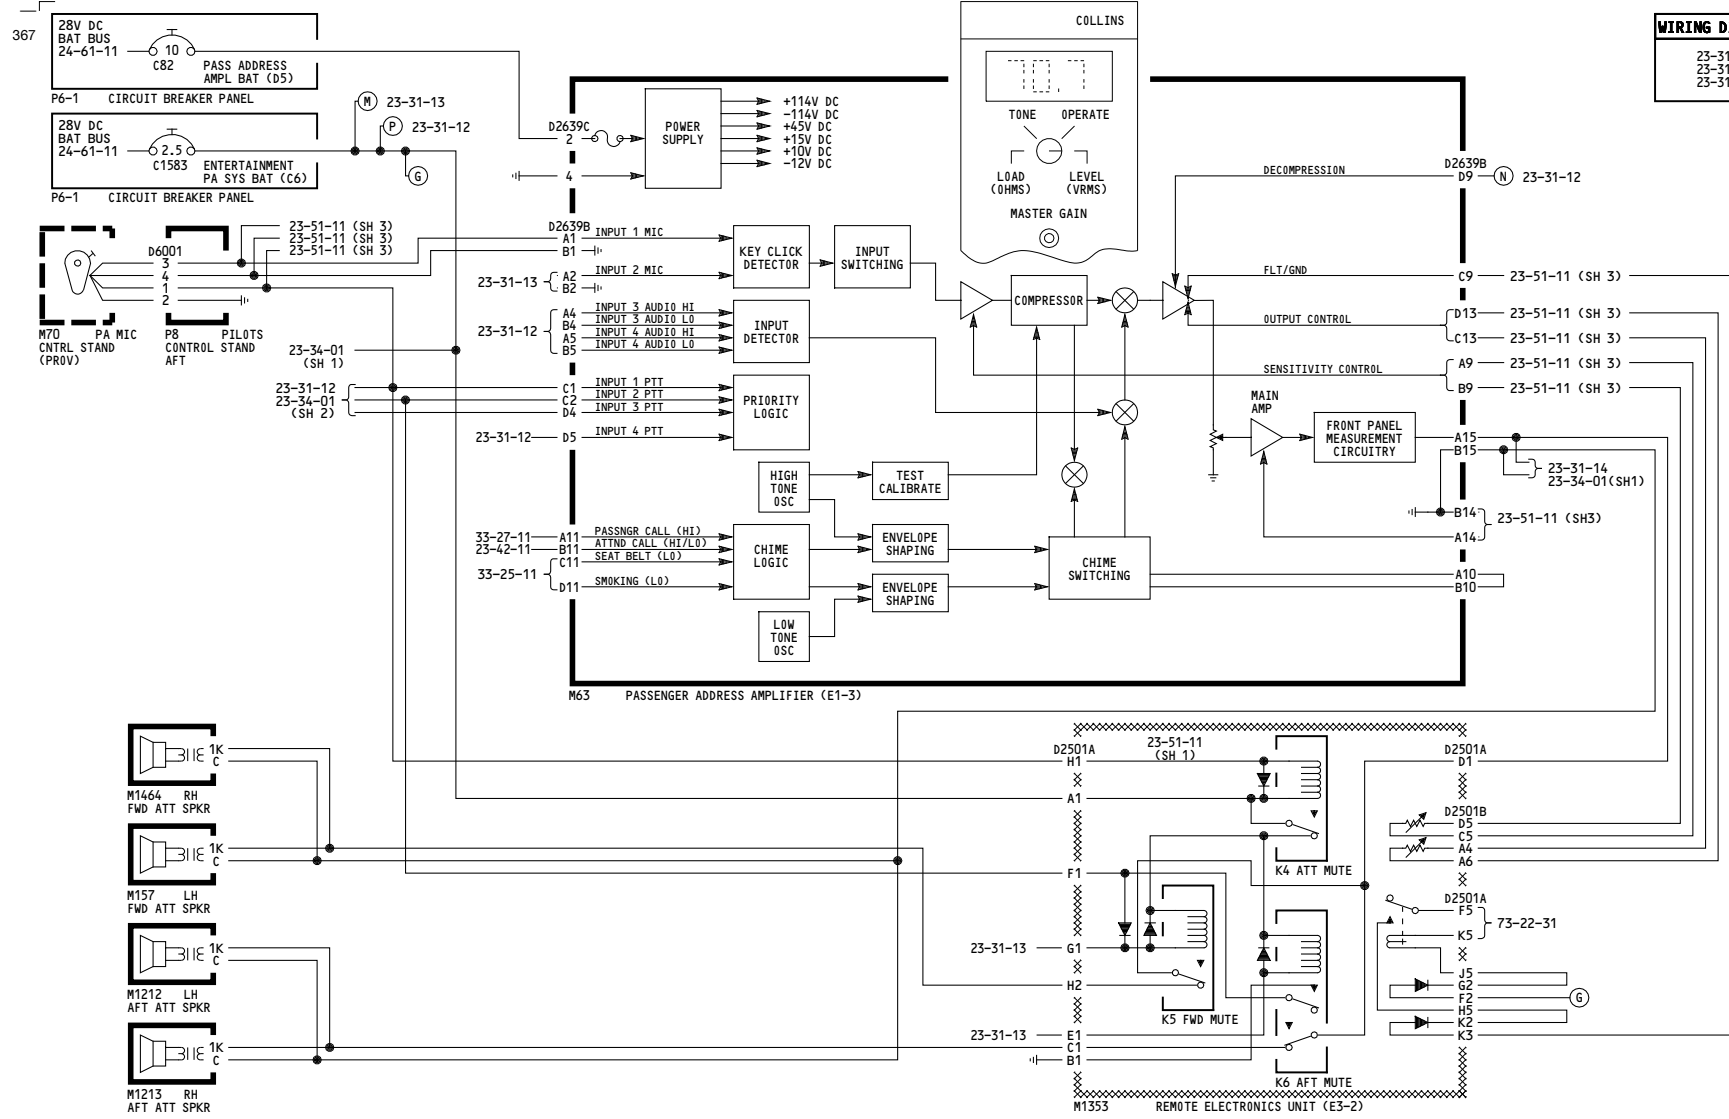 367
28V DC
BAT BUS
24-61-11
10
C82
PASS ADDRESS
AMPL BAT (D5)
P6-1 CIRCUIT BREAKER PANEL
28V DC
BAT BUS
24-61-11
2.5
C1583
ENTERTAINMENT
PA SYS BAT (C6)
P6-1 CIRCUIT BREAKER PANEL
M 23-31-13
P 23-31-12
G
23-51-11 (SH 3)
23-51-11 (SH 3)
23-51-11 (SH 3)
D6001
3
4
1
2
M70 PA MIC
CNTRL STAND
(PROV)
P8 PILOTS
CONTROL STAND
AFT
23-34-01
(SH 1)
23-31-12
23-34-01
(SH 2)
D2639C
2
4
POWER
SUPPLY
+114V DC
-114V DC
+45V DC
+15V DC
+10V DC
-12V DC
D2639B
A1 INPUT 1 MIC
B1
23-31-13
A2 INPUT 2 MIC
B2
23-31-12
A4 INPUT 3 AUDIO HI
B4 INPUT 3 AUDIO LO
A5 INPUT 4 AUDIO HI
B5 INPUT 4 AUDIO LO
C1 INPUT 1 PTT
C2 INPUT 2 PTT
D4 INPUT 3 PTT
23-31-12 D5 INPUT 4 PTT
KEY CLICK
DETECTOR
INPUT
SWITCHING
INPUT
DETECTOR
PRIORITY
LOGIC
HIGH
TONE
OSC
TEST
CALIBRATE
33-27-11 A11 PASSNGR CALL (HI)
23-42-11 B11 ATTND CALL (HI/LO)
33-25-11
C11 SEAT BELT (LO)
D11 SMOKING (LO)
CHIME
LOGIC
ENVELOPE
SHAPING
ENVELOPE
SHAPING
LOW
TONE
OSC
CHIME
SWITCHING
COMPRESSOR
COLLINS
70.7
TONE OPERATE
LOAD
(OHMS)
LEVEL
(VRMS)
MASTER GAIN
DECOMPRESSION
FLT/GND
OUTPUT CONTROL
SENSITIVITY CONTROL
MAIN
AMP
FRONT PANEL
MEASUREMENT
CIRCUITRY
D2639B
D9 N 23-31-12
C9 23-51-11 (SH 3)
D13 23-51-11 (SH 3)
C13 23-51-11 (SH 3)
A9 23-51-11 (SH 3)
B9 23-51-11 (SH 3)
A15
B15
23-31-14
23-34-01(SH1)
B14
23-51-11 (SH3)
A14
A10
B10
M63 PASSENGER ADDRESS AMPLIFIER (E1-3)
WIRING D
23-31
23-31
23-31
1K
C
M1464 RH
FWD ATT SPKR
1K
C
M157 LH
FWD ATT SPKR
1K
C
M1212 LH
AFT ATT SPKR
1K
C
M1213 RH
AFT ATT SPKR
D2501A
H1
23-51-11
(SH 1)
A1
F1
23-31-13 G1
H2
23-31-13 E1
C1
B1
K4 ATT MUTE
K5 FWD MUTE
K6 AFT MUTE
D2501A
D1
D2501B
D5
C5
A4
A6
D2501A
F5
73-22-31
K5
J5
G2
F2
G
H5
K2
K3
M1353 REMOTE ELECTRONICS UNIT (E3-2)